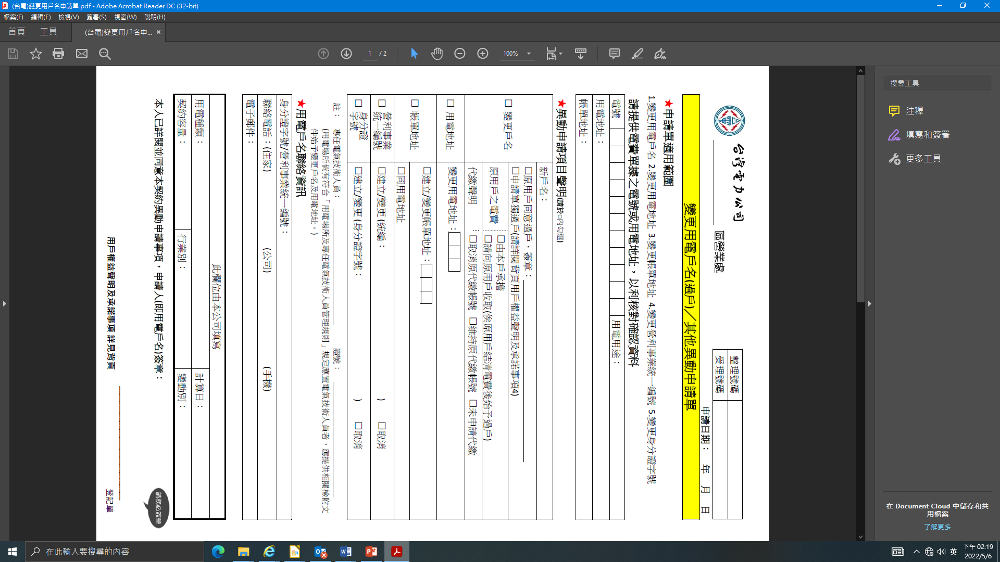 (台電)變更用戶名申請單.pdf - Adobe Acrobat Reader DC (32-bit)
檔案(F) 編輯(E) 檢視(V) 簽署(S) 視窗(W) 說明(H)
首頁 工具 (台電)變更用戶名申... ×
1 / 2 100%
台灣電力公司
區營業處
整理號碼
受理號碼
申請日期： 年 月 日
變更用電戶名(過戶)／其他異動申請單
★申請單適用範圍
1.變更用電戶名 2.變更用電地址 3.變更帳單地址 4.變更營利事業統一編號 5.變更身分證字號
請提供電費單據之電號或用電地址，以利核對確認資料
電號 用電用途：
用電地址：
帳單地址：
★異動申請項目聲明(請於□內勾選)
□ 變更戶名
新戶名：
□原用戶同意過戶，簽章：
□申請單獨過戶(請詳閱背頁用戶權益聲明及承諾事項4)
原用戶之電費 □由本戶承擔
□請向原用戶收取(俟原用戶結清電費後始予過戶)
代繳聲明 □取消原代繳帳號 □維持原代繳帳號 □未申請代繳
□ 用電地址 變更用電地址：
□ 帳單地址 □建立/變更帳單地址：
□同用電地址
□ 營利事業統一編號 □建立/變更 (統編： ) □取消
□ 身分證字號 □建立/變更 (身分證字號： ) □取消
註： 專任電氣技術人員： 證號：
(用電場所倘有符合「用電場所及專任電氣技術人員管理規則」規定應置電氣技術人員者，應提供相關檢附文
件始予變更戶名及用電地址。)
★用電戶名聯絡資訊
身分證字號/營利事業統一編號：
聯絡電話：(住家) (公司) (手機)
電子郵件：
此欄位由本公司填寫
用電種類： 計算日：
契約容量： 行業別： 變動別：
本人已詳閱並同意本契約異動申請事項，申請人(即用電戶名)簽章：
請務必簽章
用戶權益聲明及承諾事項 詳見背頁
登記單
搜尋工具
注釋
填寫和簽署
更多工具
在 Document Cloud 中儲存和共
用檔案
了解更多
在此輸入要搜尋的內容
英
下午 02:19
2022/5/6